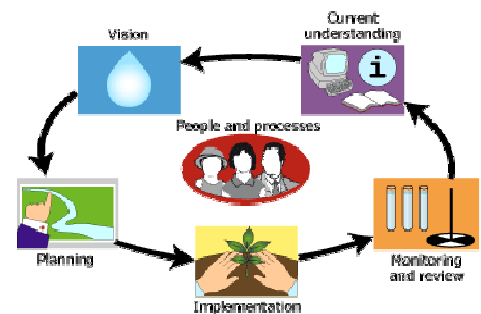 Current
understanding
Vision
i
People and processes
Planning
Implementation
Monitoring
and review